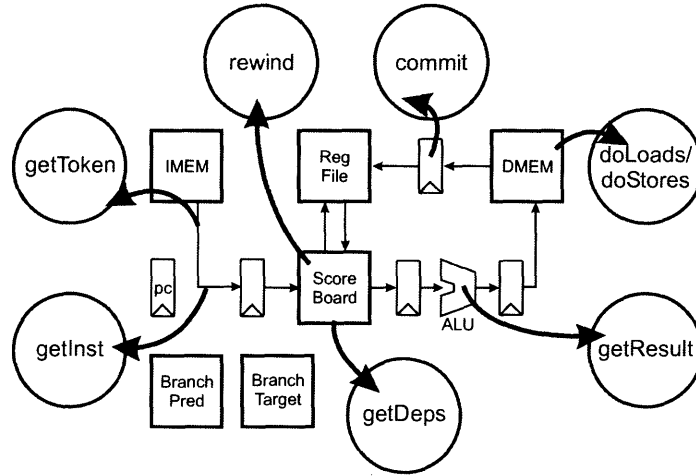 rewind
commit
getToken
IMEM
Reg
File
DMEM
doLoads/
doStores
pc
Score
Board
ALU
getInst
getResult
Branch
Pred
Branch
Target
getDeps